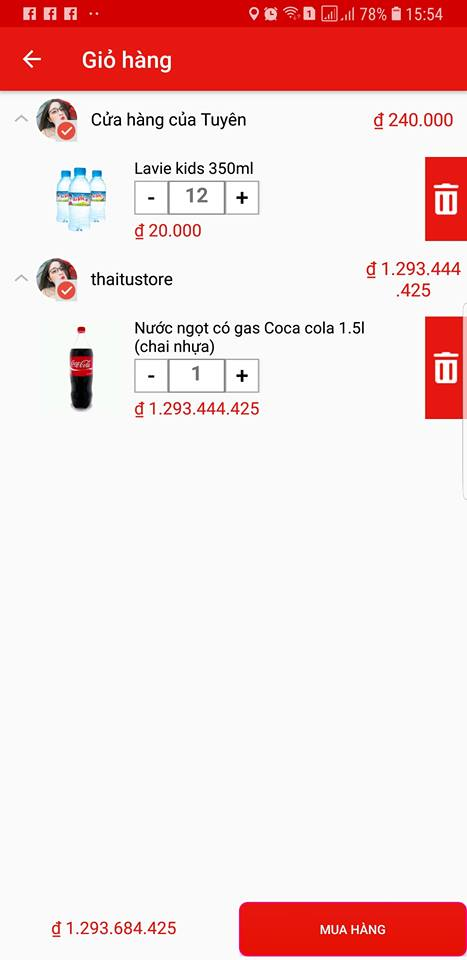 78% 15:54
Giỏ hàng
Cửa hàng của Tuyên
₫ 240.000
Lavie kids 350ml
- 12 +
₫ 20.000
thaitustore
₫ 1.293.444
.425
Nước ngọt có gas Coca cola 1.5l
(chai nhựa)
- 1 +
₫ 1.293.444.425
₫ 1.293.684.425
MUA HÀNG